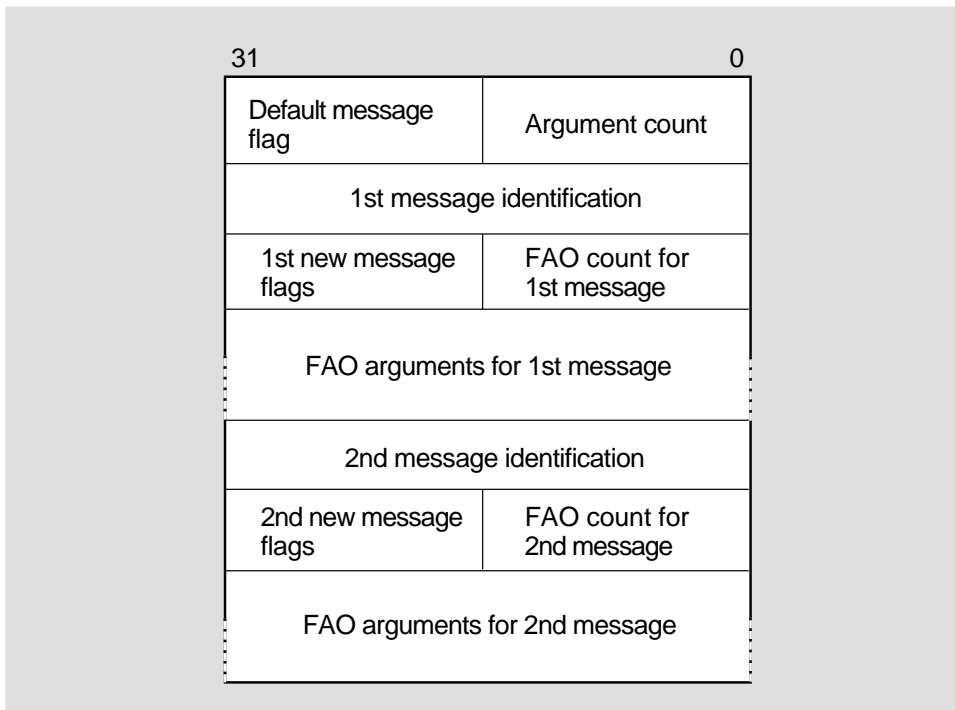 31 0
Default message
flag
Argument count
1st message identification
1st new message
flags
FAO count for
1st message
FAO arguments for 1st message
2nd message identification
2nd new message
flags
FAO count for
2nd message
FAO arguments for 2nd message